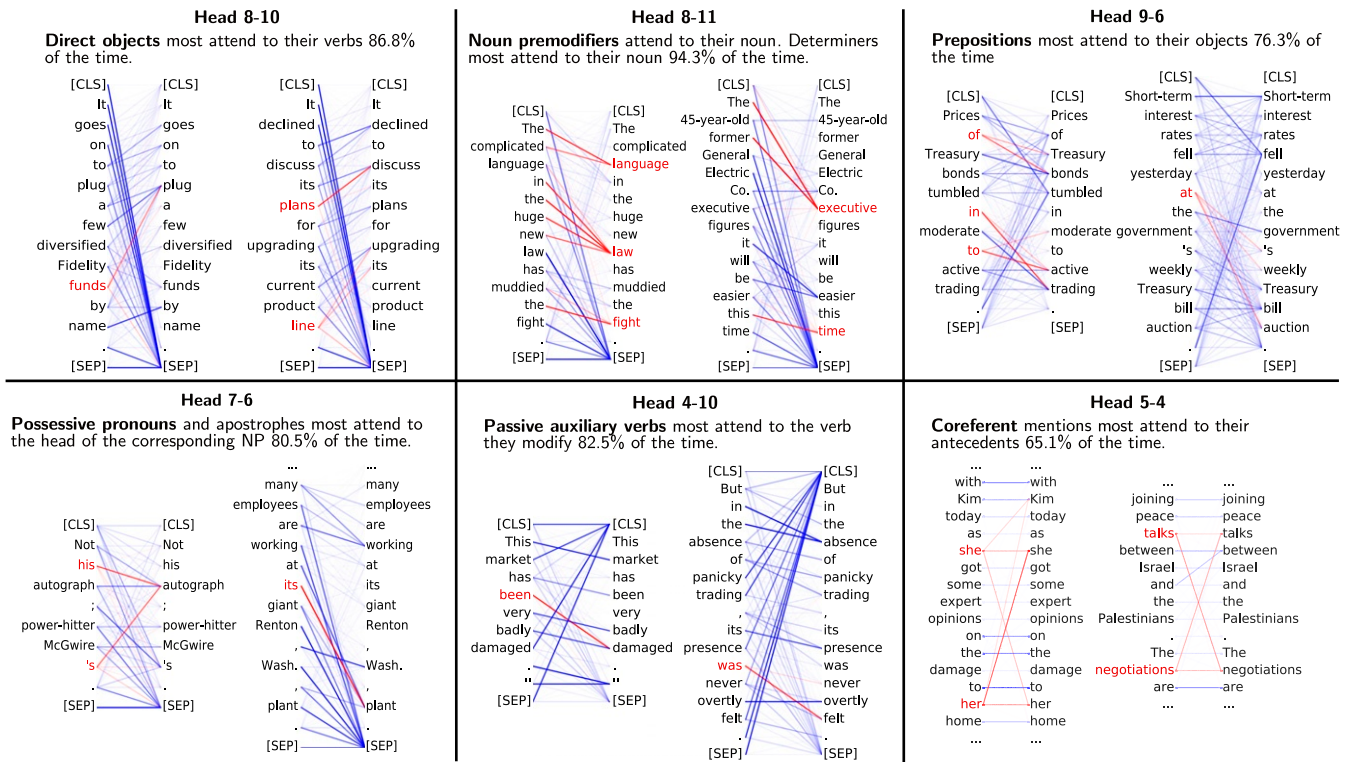 Head 8-10
Direct objects most attend to their verbs 86.8%
of the time.
[CLS] [CLS]
It It
goes goes
on on
to to
plug plug
a a
few few
diversified diversified
Fidelity Fidelity
funds funds
by by
name name
. .
[SEP] [SEP]
[CLS] [CLS]
It It
declined declined
to to
discuss discuss
its its
plans plans
for for
upgrading upgrading
its its
current current
product product
line line
. .
[SEP] [SEP]
Head 8-11
Noun premodifiers attend to their noun. Determiners
most attend to their noun 94.3% of the time.
[CLS] [CLS]
The The
complicated complicated
language language
in in
the the
huge huge
new new
law law
has has
muddied muddied
the the
fight fight
. .
[SEP] [SEP]
[CLS] [CLS]
The The
45-year-old 45-year-old
former former
General General
Electric Electric
Co. Co.
executive executive
figures figures
it it
will will
be be
easier easier
this this
time time
. .
[SEP] [SEP]
Head 9-6
Prepositions most attend to their objects 76.3% of
the time
[CLS] [CLS]
Prices Prices
of of
Treasury Treasury
bonds bonds
tumbled tumbled
in in
moderate moderate
to to
active active
trading trading
. .
[SEP] [SEP]
[CLS] [CLS]
Short-term Short-term
interest interest
rates rates
fell fell
yesterday yesterday
at at
the the
government government
's 's
weekly weekly
Treasury Treasury
bill bill
auction auction
. .
[SEP] [SEP]
Head 7-6
Possessive pronouns and apostrophes most attend to
the head of the corresponding NP 80.5% of the time.
[CLS] [CLS]
Not Not
his his
autograph autograph
; ;
power-hitter power-hitter
McGwire McGwire
's 's
. .
[SEP] [SEP]
... ...
many many
employees employees
are are
working working
at at
its its
giant giant
Renton Renton
, ,
Wash. Wash.
, ,
plant plant
. .
[SEP] [SEP]
Head 4-10
Passive auxiliary verbs most attend to the verb
they modify 82.5% of the time.
[CLS] [CLS]
This This
market market
has has
been been
very very
badly badly
damaged damaged
. .
" "
[SEP] [SEP]
[CLS] [CLS]
But But
in in
the the
absence absence
of of
panicky panicky
trading trading
, ,
its its
presence presence
was was
never never
overtly overtly
felt felt
. .
[SEP] [SEP]
Head 5-4
Coreferent mentions most attend to their
antecedents 65.1% of the time.
... ...
with with
Kim Kim
today today
as as
she she
got got
some some
expert expert
opinions opinions
on on
the the
damage damage
to to
her her
home home
... ...
... ...
joining joining
peace peace
talks talks
between between
Israel Israel
and and
the the
Palestinians Palestinians
. .
The The
negotiations negotiations
are are
... ...